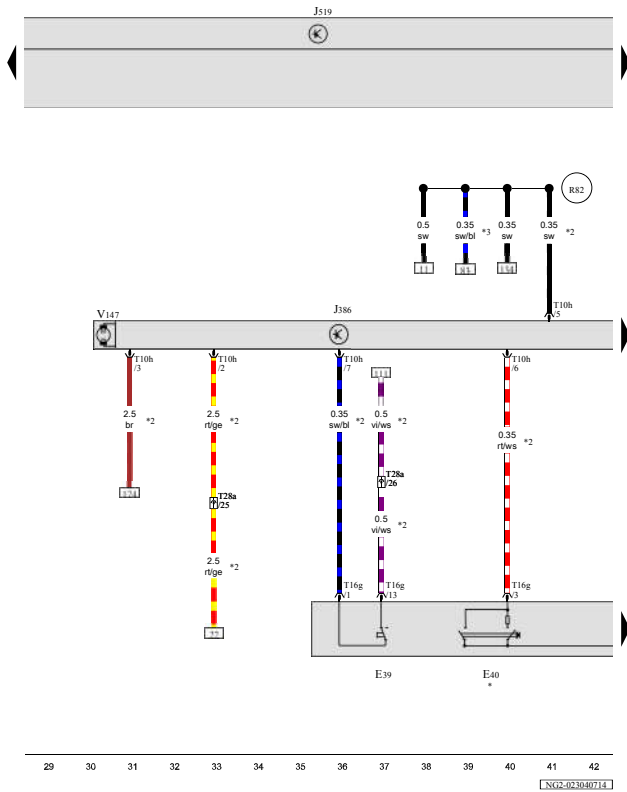 J519
R82
0.5 0.35 0.35 0.35
sw sw/bl *3 sw sw *2
11 83 154
V147 J386 T10h
/5
T10h T10h T10h T10h
/3 /2 /7 /6
111
2.5 2.5 0.35 0.5
br *2 rt/ge *2 sw/bl *2 vi/ws *2
0.35
rt/ws *2
T28a
/26
124 T28a
/25
0.5
vi/ws *2
2.5
rt/ge *2
T16g T16g T16g
/1 /13 /3
22
E39 E40
*
29 30 31 32 33 34 35 36 37 38 39 40 41 42
NG2-023040714